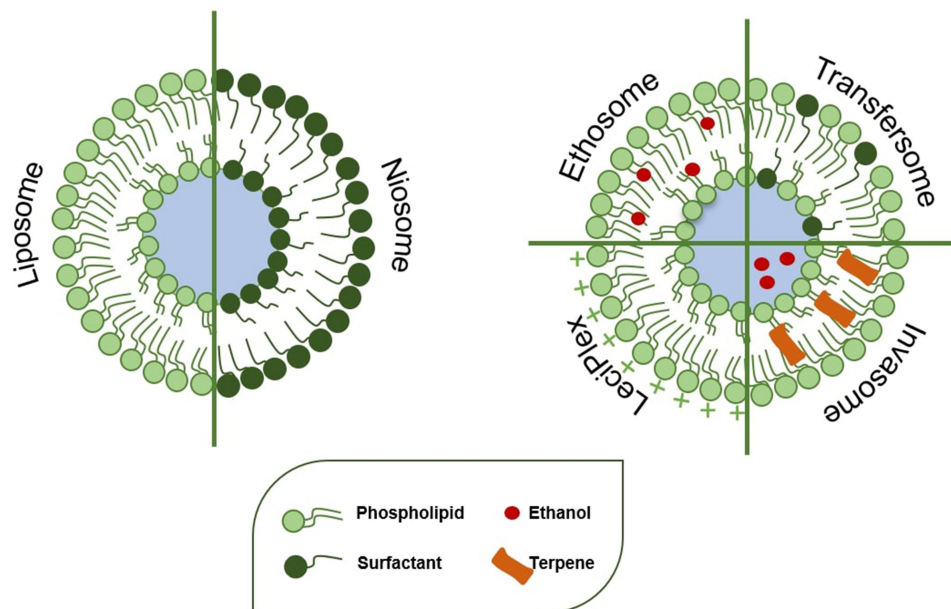 Liposome
Niosome
Ethosome
Transfersome
LeciPlex
Invasome
Phospholipid
Ethanol
Surfactant
Terpene